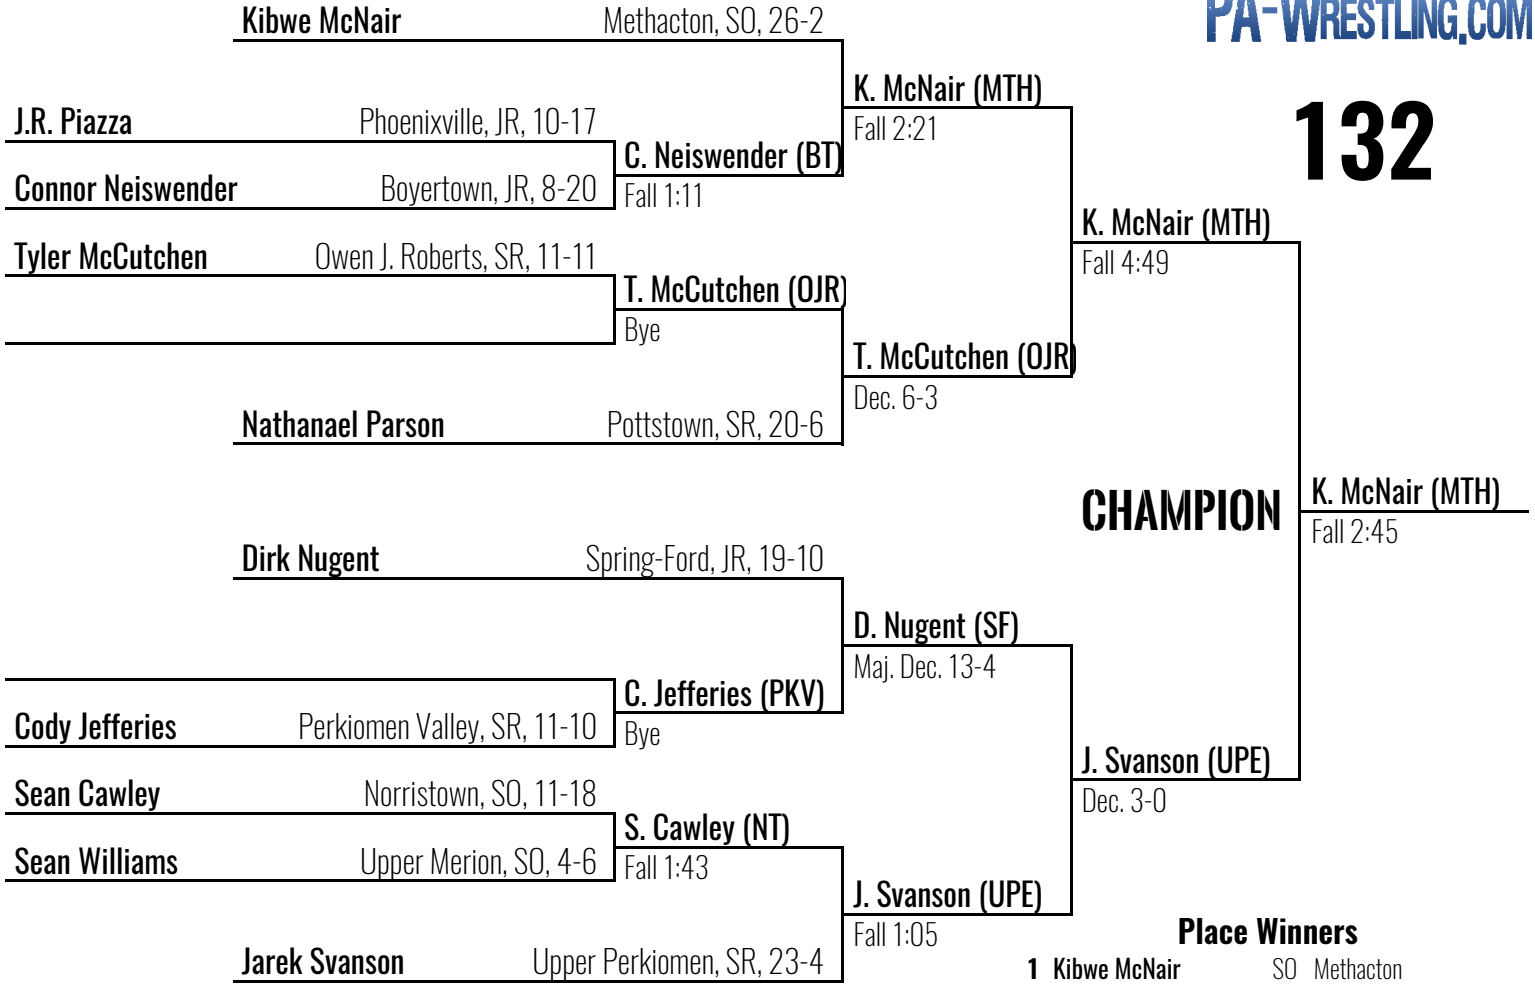 PA-WRESTLING.COM
132
Kibwe McNair Methacton, SO, 26-2
K. McNair (MTH)
Fall 2:21
J.R. Piazza Phoenixville, JR, 10-17
C. Neiswender (BT)
Fall 1:11
Connor Neiswender Boyertown, JR, 8-20
K. McNair (MTH)
Fall 4:49
Tyler McCutchen Owen J. Roberts, SR, 11-11
T. McCutchen (OJR)
Bye
T. McCutchen (OJR)
Dec. 6-3
Nathanael Parson Pottstown, SR, 20-6
CHAMPION
K. McNair (MTH)
Fall 2:45
Dirk Nugent Spring-Ford, JR, 19-10
D. Nugent (SF)
Maj. Dec. 13-4
C. Jefferies (PKV)
Bye
Cody Jefferies Perkiomen Valley, SR, 11-10
J. Svanson (UPE)
Dec. 3-0
Sean Cawley Norristown, SO, 11-18
S. Cawley (NT)
Fall 1:43
Sean Williams Upper Merion, SO, 4-6
J. Svanson (UPE)
Fall 1:05
Jarek Svanson Upper Perkiomen, SR, 23-4
Place Winners
1 Kibwe McNair SO Methacton